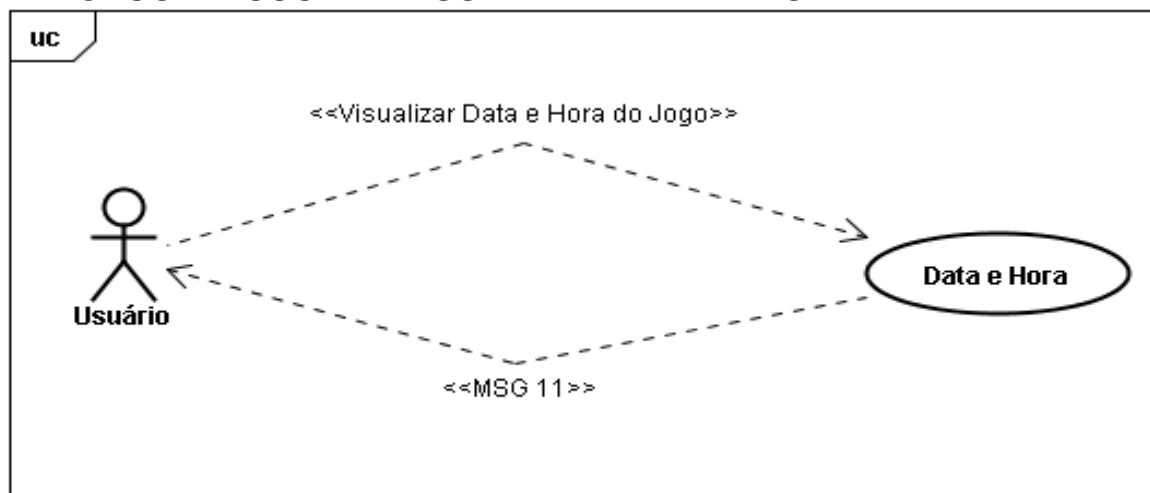 uc
<<Visualizar Data e Hora do Jogo>>
Data e Hora
Usuário
<<MSG 11>>